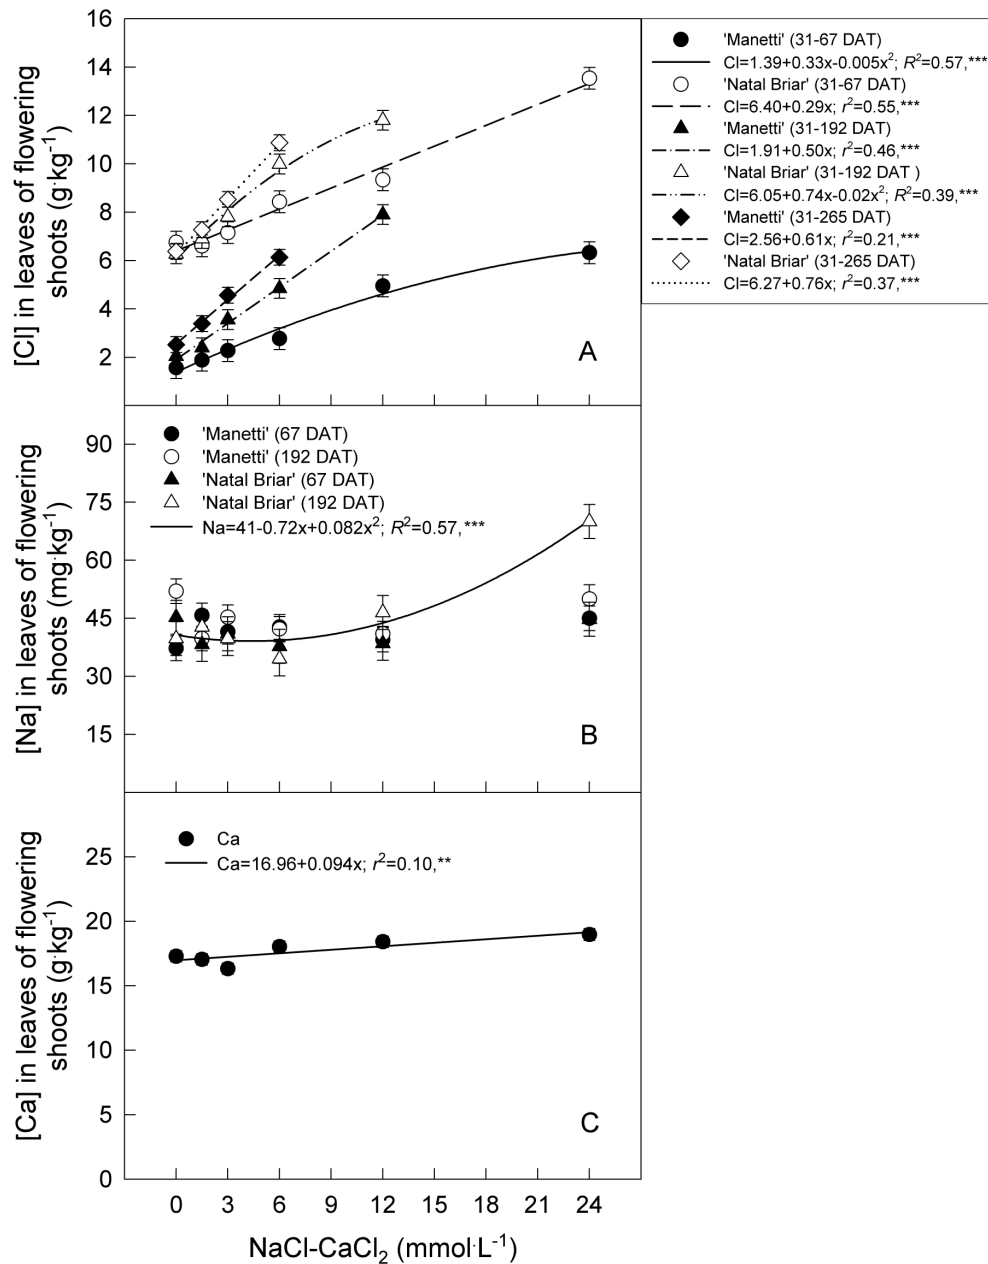 16
14
12
10
8
6
4
2
[Cl] in leaves of flowering
shoots (g·kg⁻¹)
A
'Manetti' (31-67 DAT)
Cl=1.39+0.33x-0.005x²; R²=0.57,***
'Natal Briar' (31-67 DAT)
Cl=6.40+0.29x; r²=0.55,***
'Manetti' (31-192 DAT)
Cl=1.91+0.50x; r²=0.46,***
'Natal Briar' (31-192 DAT )
Cl=6.05+0.74x-0.02x²; R²=0.39,***
'Manetti' (31-265 DAT)
Cl=2.56+0.61x; r²=0.21,***
'Natal Briar' (31-265 DAT)
Cl=6.27+0.76x; r²=0.37,***
90
75
60
45
30
15
[Na] in leaves of flowering
shoots (mg·kg⁻¹)
'Manetti' (67 DAT)
'Manetti' (192 DAT)
'Natal Briar' (67 DAT)
'Natal Briar' (192 DAT)
Na=41-0.72x+0.082x²; R²=0.57,***
B
25
20
15
10
5
0
[Ca] in leaves of flowering
shoots (g·kg⁻¹)
Ca
Ca=16.96+0.094x; r²=0.10,**
C
0 3 6 9 12 15 18 21 24
NaCl-CaCl₂ (mmol·L⁻¹)